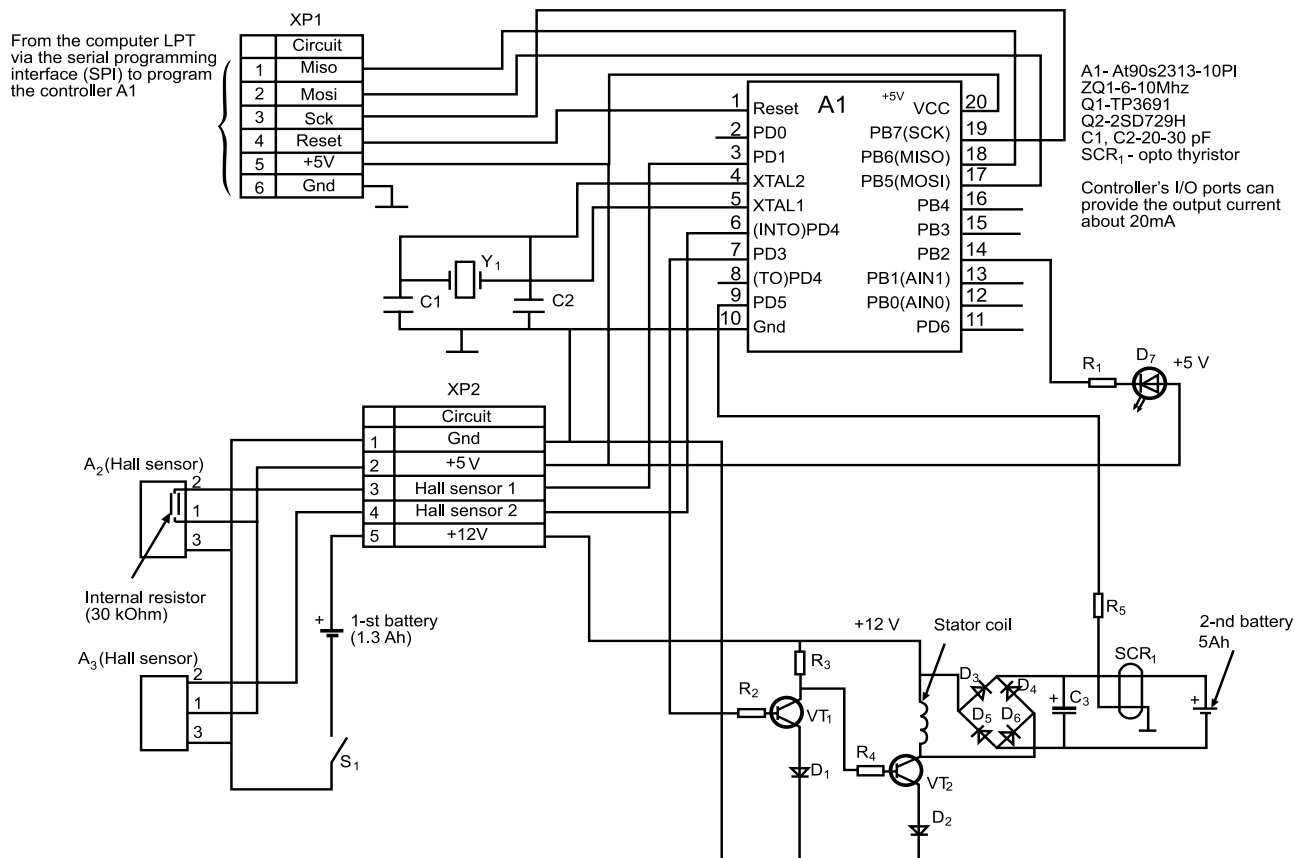 XP1
From the computer LPT
via the serial programming
interface (SPI) to program
the controller A1
Circuit
1 Miso
2 Mosi
3 Sck
4 Reset
5 +5V
6 Gnd
A1
+5V
1 Reset
2 PD0
3 PD1
4 XTAL2
5 XTAL1
6 (INTO)PD4
7 PD3
8 (TO)PD4
9 PD5
10 Gnd
VCC 20
PB7(SCK) 19
PB6(MISO) 18
PB5(MOSI) 17
PB4 16
PB3 15
PB2 14
PB1(AIN1) 13
PB0(AIN0) 12
PD6 11
A1- At90s2313-10PI
ZQ1-6-10Mhz
Q1-TP3691
Q2-2SD729H
C1, C2-20-30 pF
SCR1 - opto thyristor
Controller's I/O ports can
provide the output current
about 20mA
Y1
C1
C2
R1
D7
+5 V
XP2
Circuit
1 Gnd
2 +5V
3 Hall sensor 1
4 Hall sensor 2
5 +12V
A2 (Hall sensor)
2
1
3
Internal resistor
(30 kOhm)
A3 (Hall sensor)
2
1
3
+
1-st battery
(1.3 Ah)
S1
+12 V
Stator coil
R2
R3
VT1
D1
R4
VT2
D2
D3
D4
D5
D6
+
C3
R5
SCR1
2-nd battery
5Ah
+